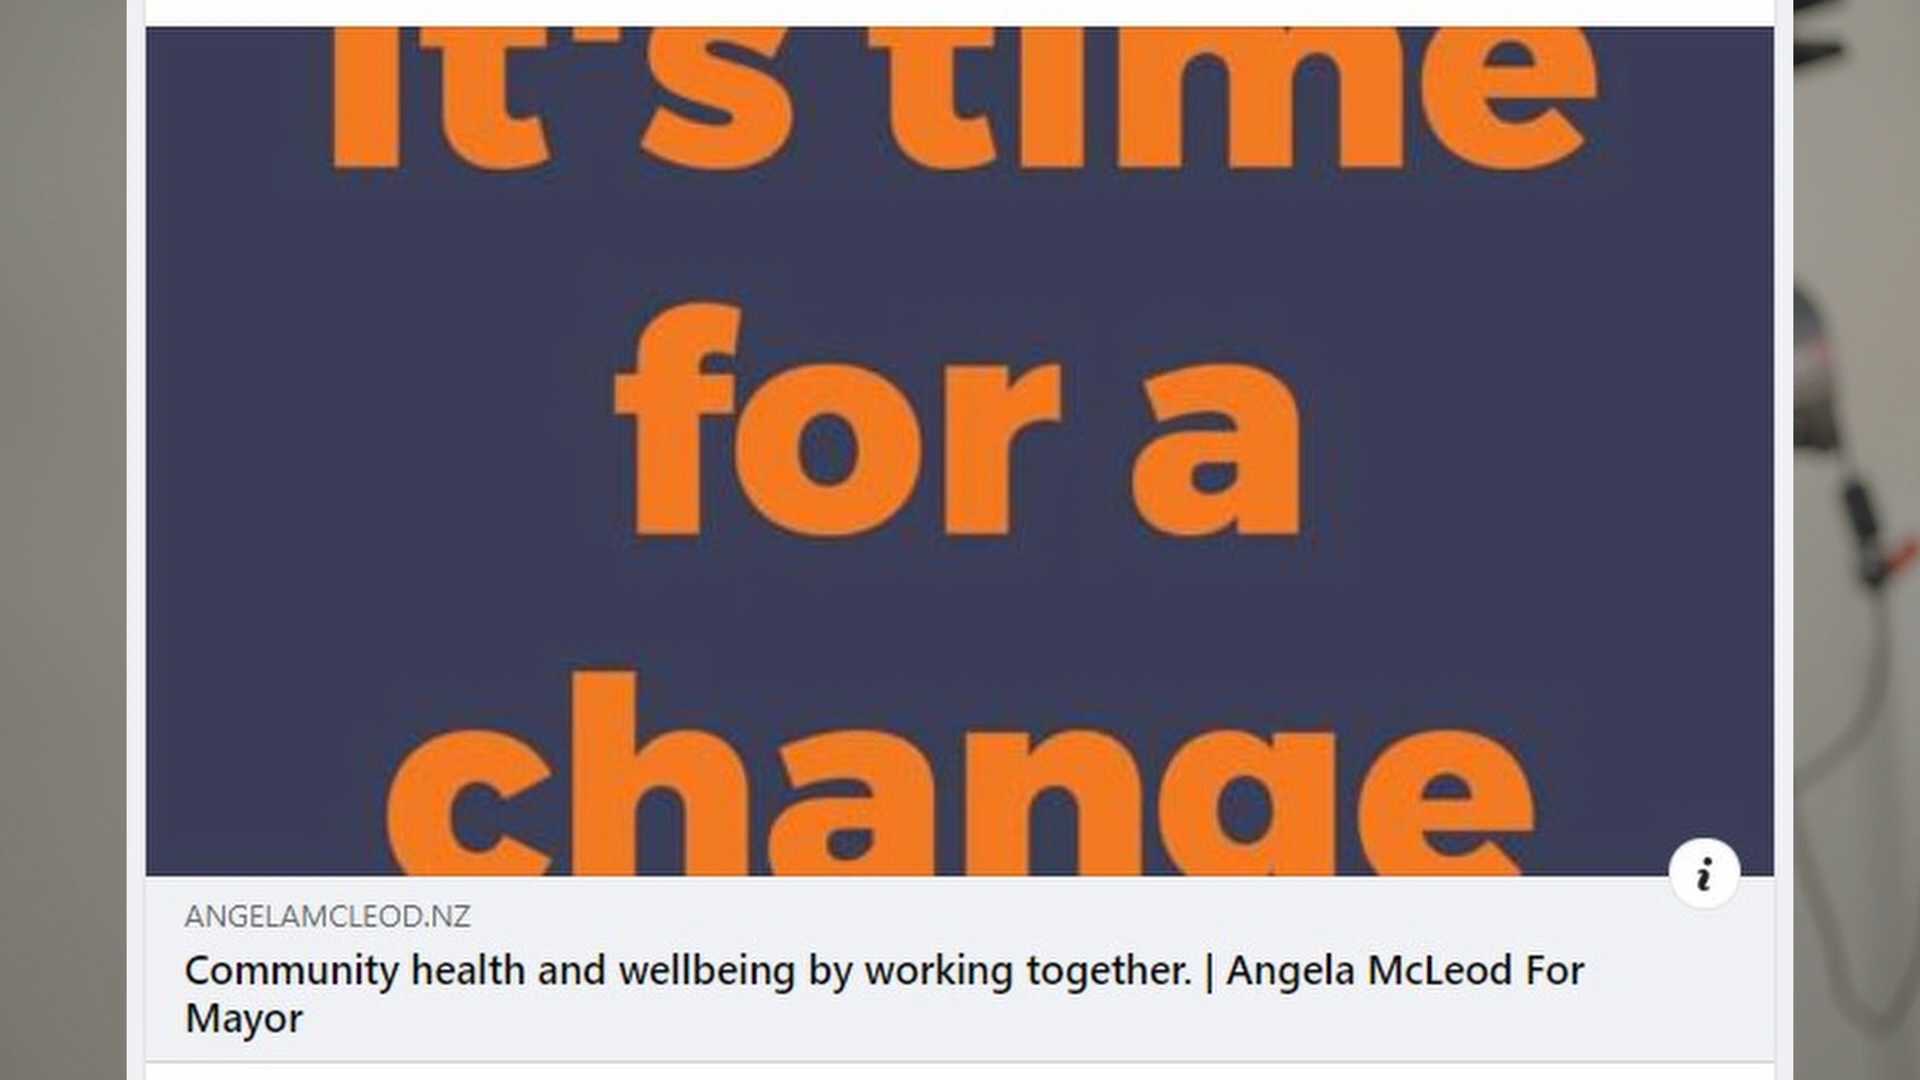 It's time
for a
change
i
ANGELAMCLEOD.NZ
Community health and wellbeing by working together. | Angela McLeod For
Mayor